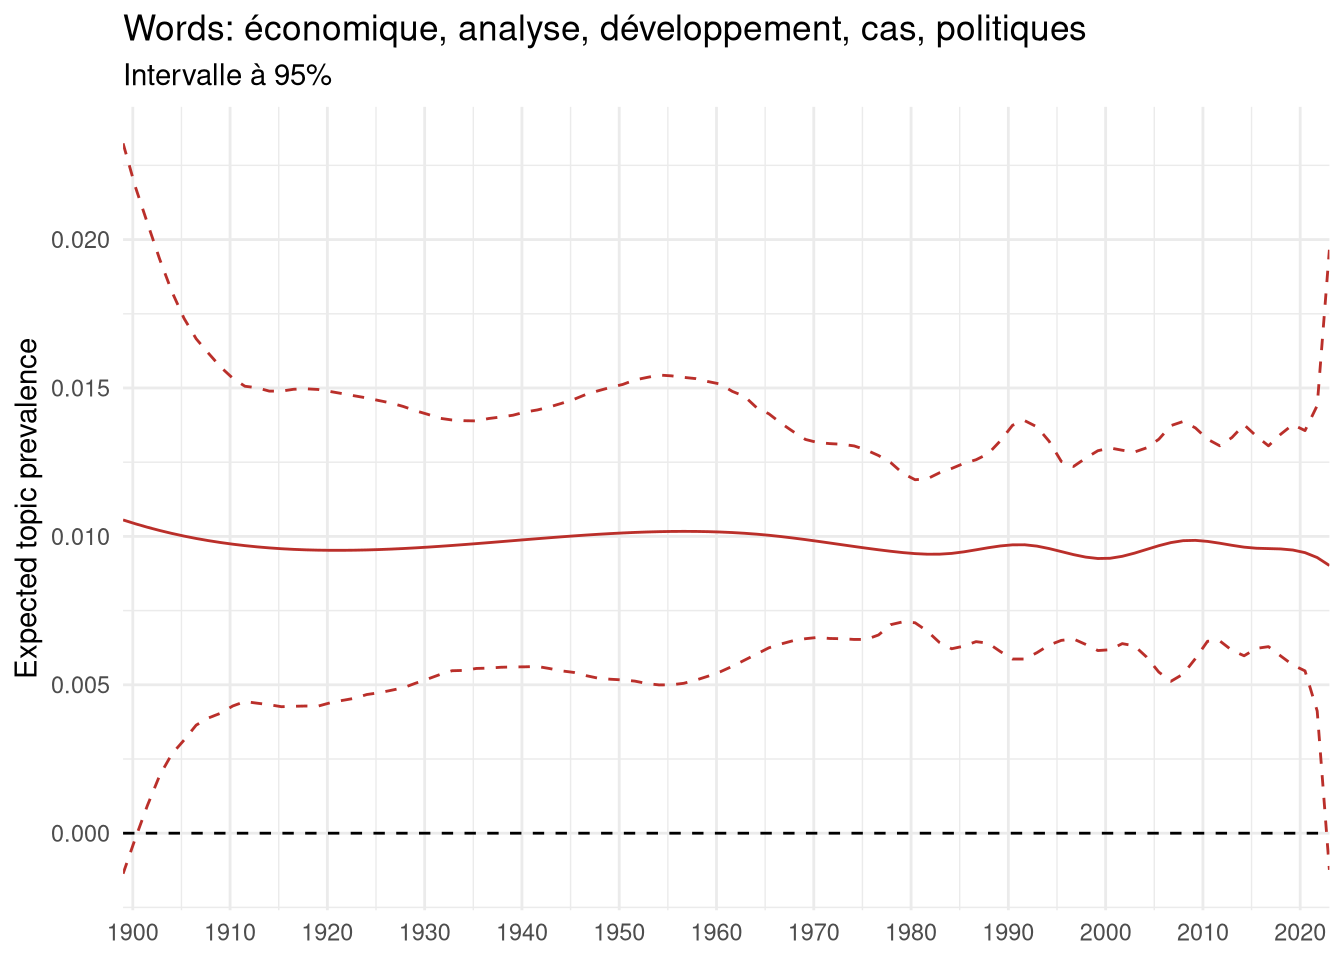 Words: économique, analyse, développement, cas, politiques
Intervalle à 95%
Expected topic prevalence
0.020
0.015
0.010
0.005
0.000
1900 1910 1920 1930 1940 1950 1960 1970 1980 1990 2000 2010 2020